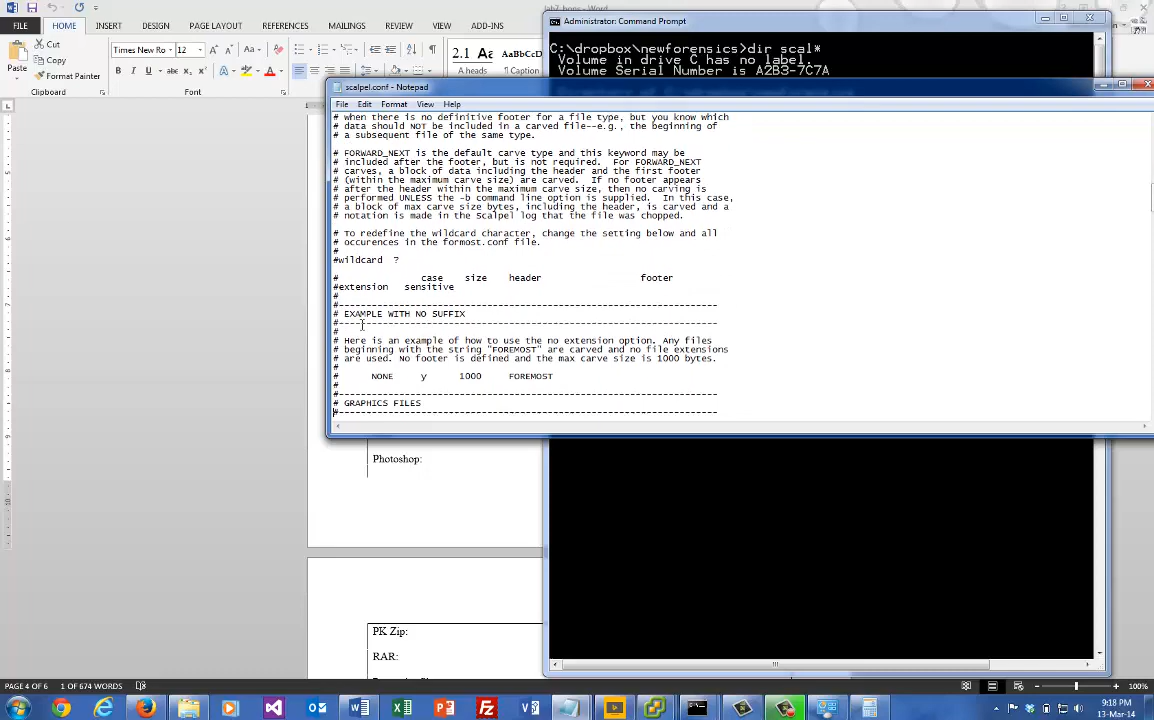 lab7.hops - Word
FILE HOME INSERT DESIGN PAGE LAYOUT REFERENCES MAILINGS REVIEW VIEW ADD-INS
Cut
Copy
Format Painter
Paste
Clipboard
Times New Ro 12
B I U
Font
2.1 Aa AaBbCcD
A heads ¶ Caption
Administrator: Command Prompt
C:\dropbox\newforensics>dir scal*
Volume in drive C has no label.
Volume Serial Number is A2B3-7C7A
scalpel.conf - Notepad
File Edit Format View Help
# when there is no definitive footer for a file type, but you know which
# data should NOT be included in a carved file--e.g., the beginning of
# a subsequent file of the same type.
# FORWARD_NEXT is the default carve type and this keyword may be
# included after the footer, but is not required.  For FORWARD_NEXT
# carves, a block of data including the header and the first footer
# (within the maximum carve size) are carved.  If no footer appears
# after the header within the maximum carve size, then no carving is
# performed UNLESS the -b command line option is supplied.  In this case,
# a block of max carve size bytes, including the header, is carved and a
# notation is made in the Scalpel log that the file was chopped.
# To redefine the wildcard character, change the setting below and all
# occurences in the formost.conf file.
#
#wildcard  ?
# case size header footer
#extension sensitive
#
#---------------------------------------------------------------------
# EXAMPLE WITH NO SUFFIX
#---------------------------------------------------------------------
#
# Here is an example of how to use the no extension option. Any files
# beginning with the string "FOREMOST" are carved and no file extensions
# are used. No footer is defined and the max carve size is 1000 bytes.
#
# NONE y 1000 FOREMOST
#
#---------------------------------------------------------------------
# GRAPHICS FILES
#---------------------------------------------------------------------
Photoshop:
PK Zip:
RAR:
PAGE 4 OF 6 1 OF 674 WORDS
100%
9:18 PM
13-Mar-14